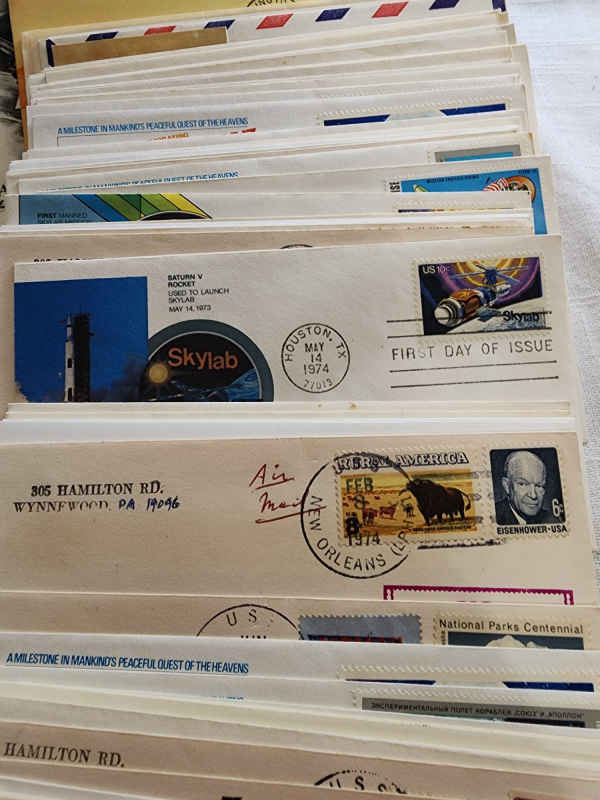 A MILESTONE IN MANKIND'S PEACEFUL QUEST OF THE HEAVENS
FIRST MANNED
SATURN V
ROCKET
USED TO LAUNCH
SKYLAB
MAY 14, 1973
Skylab
HOUSTON, TX
MAY
14
1974
77013
US 10c
Skylab
FIRST DAY OF ISSUE
305 HAMILTON RD.
WYNNEWOOD, PA 19096
Air
Mail
RURAL AMERICA
FEB
8
1974
NEW ORLEANS
EISENHOWER·USA
6c
U.S.
National Parks Centennial
A MILESTONE IN MANKIND'S PEACEFUL QUEST OF THE HEAVENS
ЭКСПЕРИМЕНТАЛЬНЫЙ ПОЛЕТ КОРАБЛЕЙ „СОЮЗ" И „АПОЛЛОН"
HAMILTON RD.